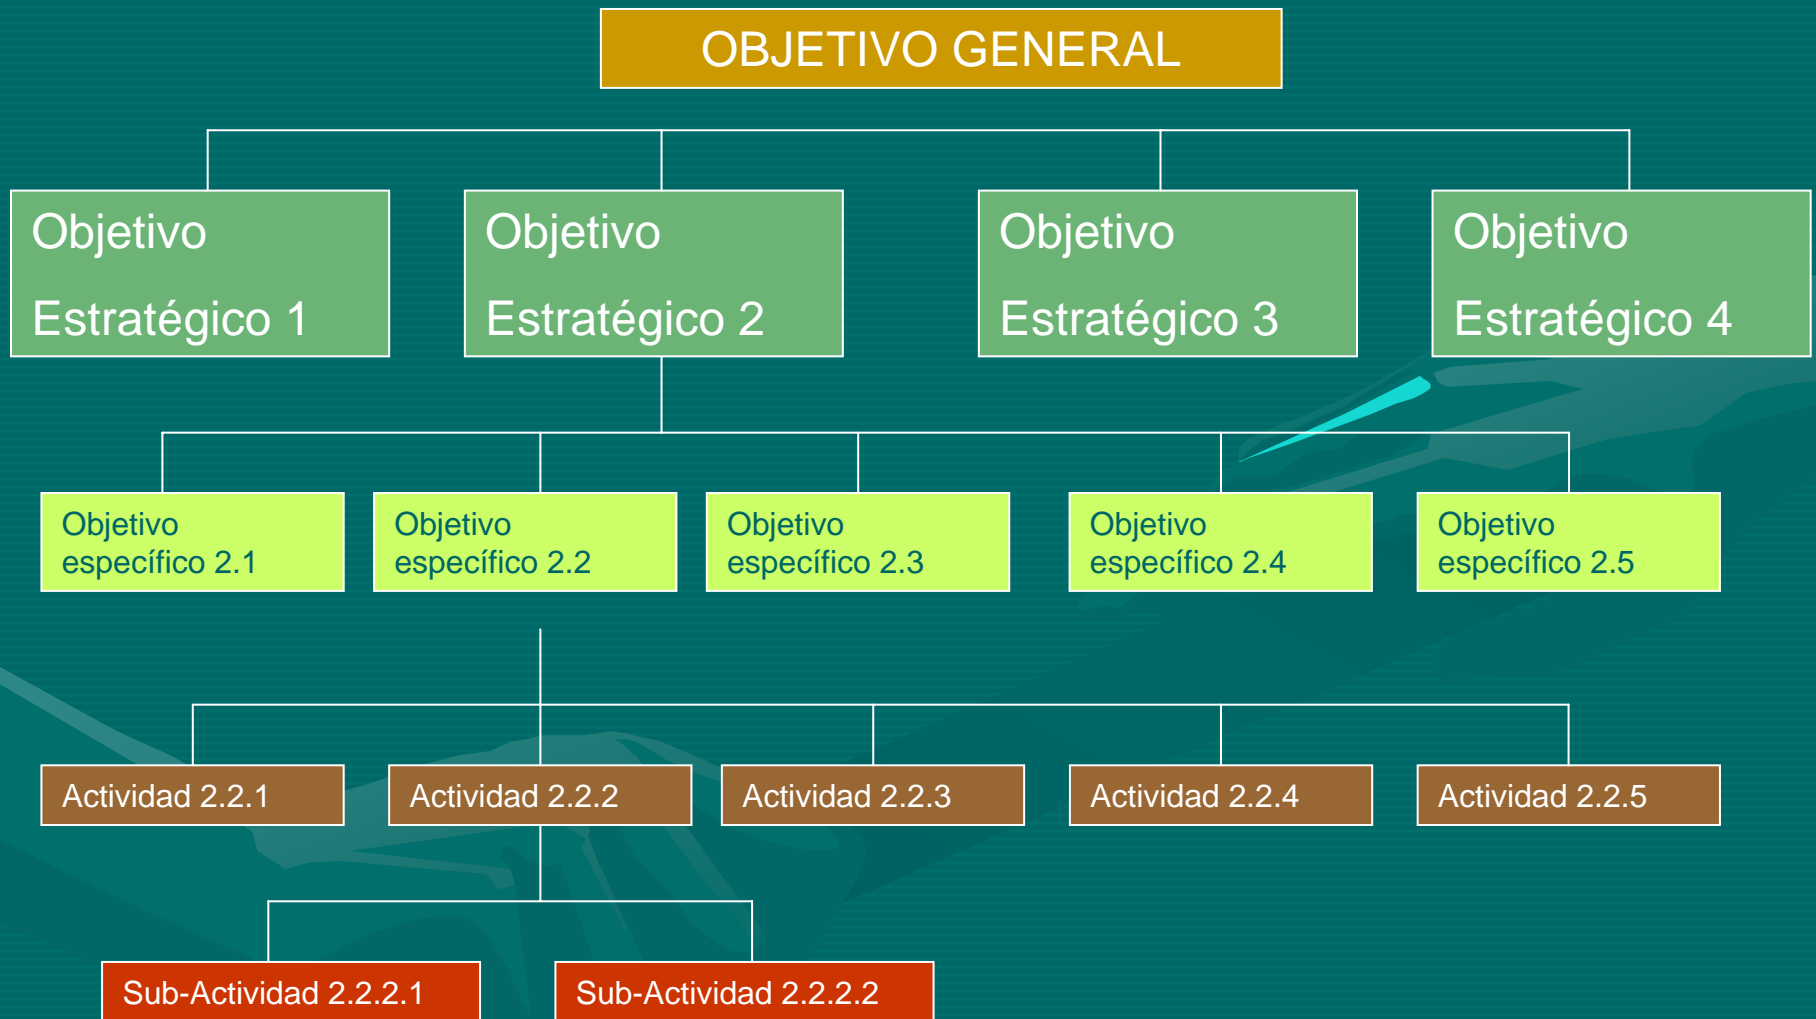 OBJETIVO GENERAL
Objetivo
Estratégico 1
Objetivo
Estratégico 2
Objetivo
Estratégico 3
Objetivo
Estratégico 4
Objetivo
específico 2.1
Objetivo
específico 2.2
Objetivo
específico 2.3
Objetivo
específico 2.4
Objetivo
específico 2.5
Actividad 2.2.1
Actividad 2.2.2
Actividad 2.2.3
Actividad 2.2.4
Actividad 2.2.5
Sub-Actividad 2.2.2.1
Sub-Actividad 2.2.2.2